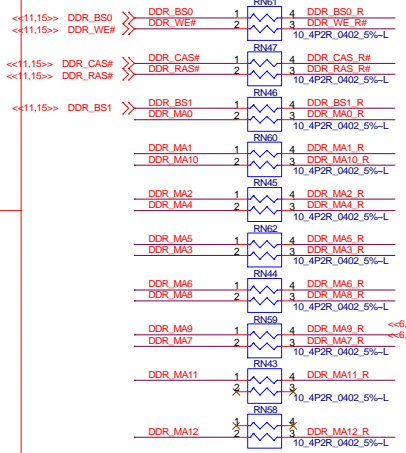 RN61
<<11,15>> DDR_BS0 DDR_BS0 1 4 DDR_BS0_R
<<11,15>> DDR_WE# DDR_WE# 2 3 DDR_WE_R#
10_4P2R_0402_5%~L
RN47
<<11,15>> DDR_CAS# DDR_CAS# 1 4 DDR_CAS_R#
<<11,15>> DDR_RAS# DDR_RAS# 2 3 DDR_RAS_R#
10_4P2R_0402_5%~L
RN46
<<11,15>> DDR_BS1 DDR_BS1 1 4 DDR_BS1_R
DDR_MA0 2 3 DDR_MA0_R
10_4P2R_0402_5%~L
RN60
DDR_MA1 1 4 DDR_MA1_R
DDR_MA10 2 3 DDR_MA10_R
10_4P2R_0402_5%~L
RN45
DDR_MA2 1 4 DDR_MA2_R
DDR_MA4 2 3 DDR_MA4_R
10_4P2R_0402_5%~L
RN62
DDR_MA5 1 4 DDR_MA5_R
DDR_MA3 2 3 DDR_MA3_R
10_4P2R_0402_5%~L
RN44
DDR_MA6 1 4 DDR_MA6_R
DDR_MA8 2 3 DDR_MA8_R
10_4P2R_0402_5%~L
RN59
DDR_MA9 1 4 DDR_MA9_R <<6,
DDR_MA7 2 3 DDR_MA7_R <<6,
10_4P2R_0402_5%~L
RN43
DDR_MA11 1 4 DDR_MA11_R
2 3
10_4P2R_0402_5%~L
RN58
1 4
DDR_MA12 2 3 DDR_MA12_R
10_4P2R_0402_5%~L